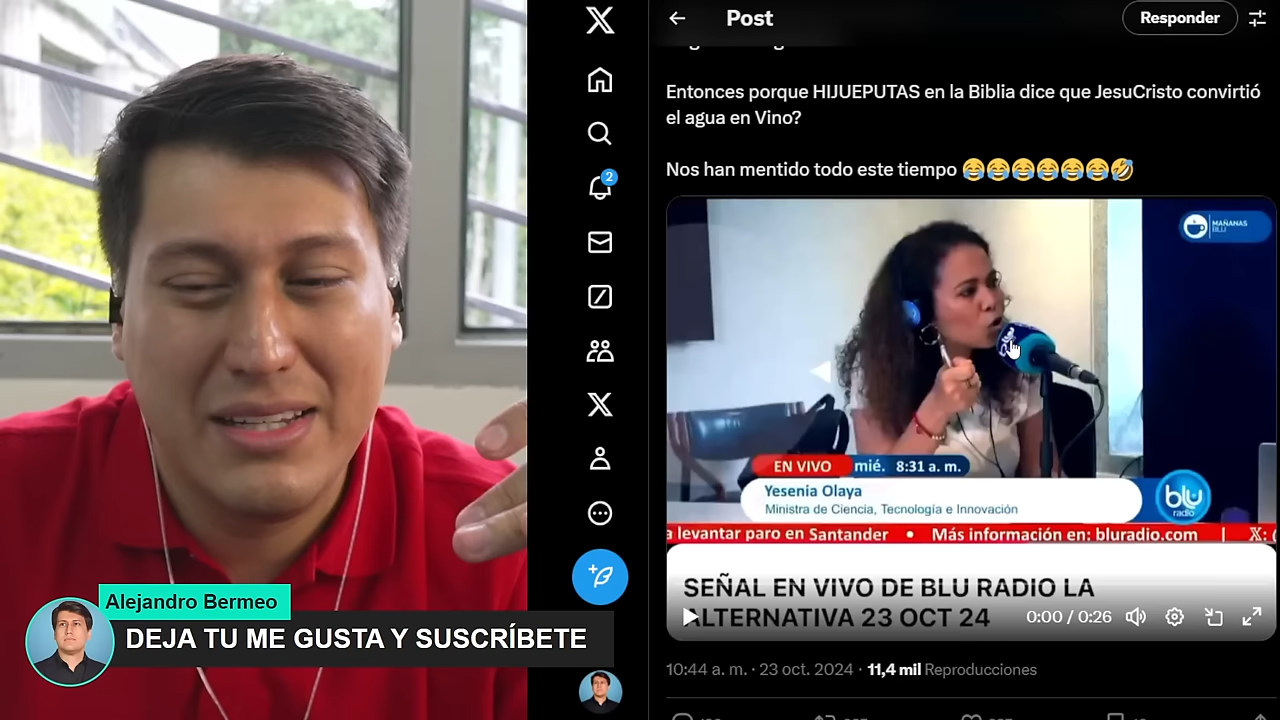 Post
Responder
Entonces porque HIJUEPUTAS en la Biblia dice que JesuCristo convirtió
el agua en Vino?
Nos han mentido todo este tiempo 😂😂😂😂😂😂🤣
2
MAÑANAS
BLU
EN VIVO mié. 8:31 a. m.
Yesenia Olaya
Ministra de Ciencia, Tecnología e Innovación
blu
radio
a levantar paro en Santander • Más información en: bluradio.com | X:
SEÑAL EN VIVO DE BLU RADIO LA
ALTERNATIVA 23 OCT 24
0:00 / 0:26
10:44 a. m. · 23 oct. 2024 · 11,4 mil Reproducciones
Alejandro Bermeo
DEJA TU ME GUSTA Y SUSCRÍBETE